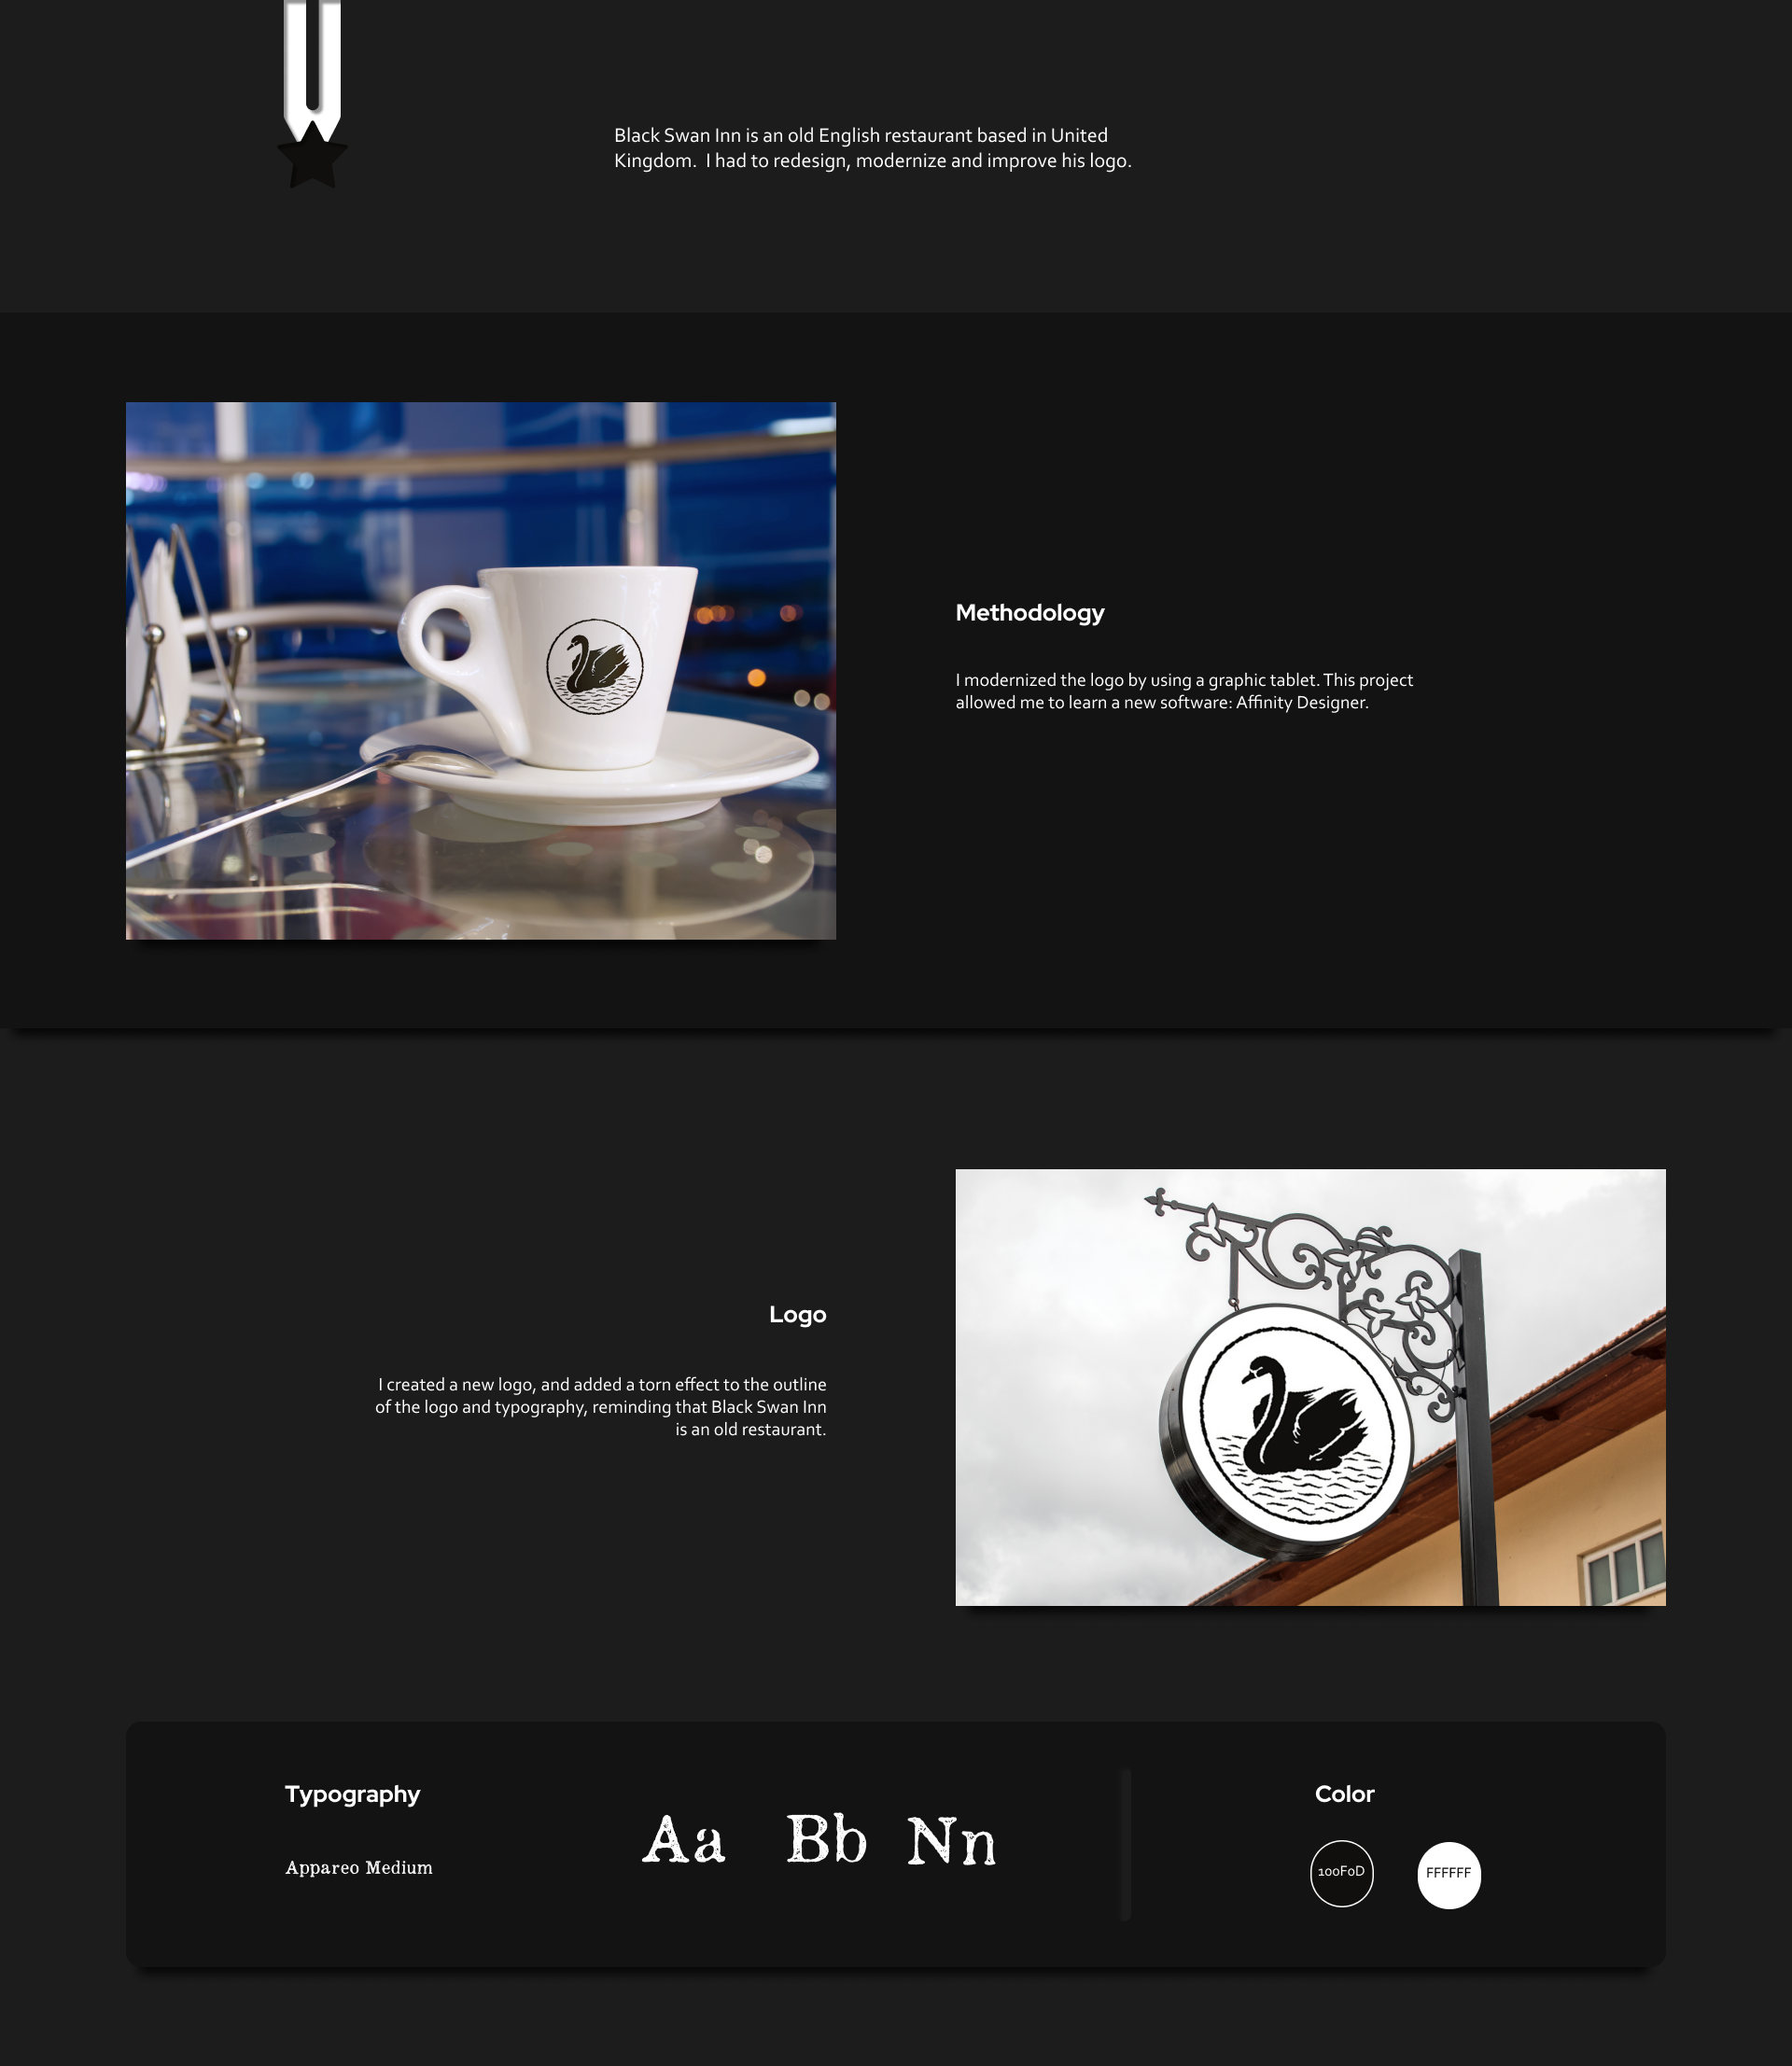 Black Swan Inn is an old English restaurant based in United
Kingdom.  I had to redesign, modernize and improve his logo.
Methodology
I modernized the logo by using a graphic tablet. This project
allowed me to learn a new software: Affinity Designer.
Logo
I created a new logo, and added a torn effect to the outline
of the logo and typography, reminding that Black Swan Inn
is an old restaurant.
Typography
Appareo Medium
Aa Bb Nn
Color
100F0D
FFFFFF